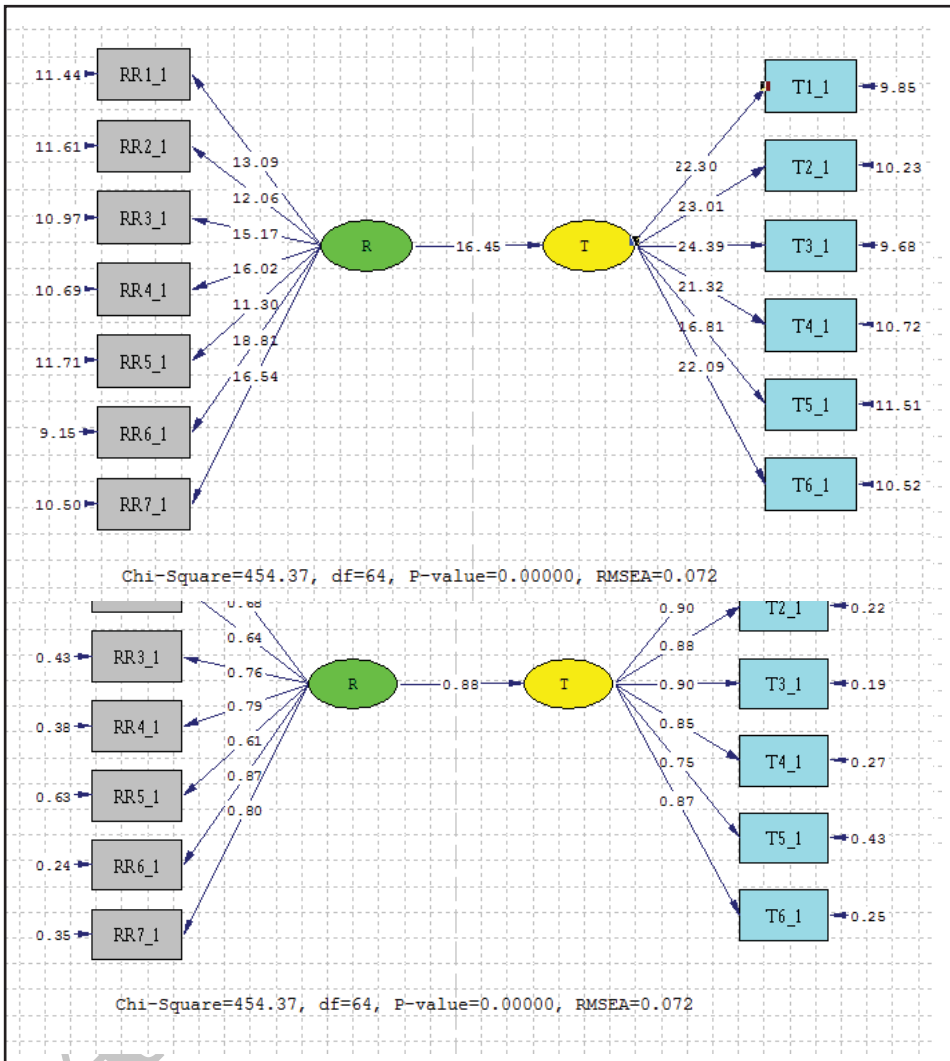 11.44 RR1_1
T1_1 9.85
11.61 RR2_1
13.09
22.30
T2_1 10.23
12.06
23.01
10.97 RR3_1
15.17
R
16.45
T
24.39
T3_1 9.68
16.02
21.32
10.69 RR4_1
11.30
16.81
T4_1 10.72
18.81
11.71 RR5_1
22.09
16.54
T5_1 11.51
9.15 RR6_1
T6_1 10.52
10.50 RR7_1
Chi-Square=454.37, df=64, P-value=0.00000, RMSEA=0.072
0.68
0.90
T2_1 0.22
0.64
0.88
0.43 RR3_1
0.76
R
0.88
T
0.90
T3_1 0.19
0.79
0.85
0.38 RR4_1
0.61
0.75
T4_1 0.27
0.87
0.63 RR5_1
0.87
0.80
T5_1 0.43
0.24 RR6_1
T6_1 0.25
0.35 RR7_1
Chi-Square=454.37, df=64, P-value=0.00000, RMSEA=0.072